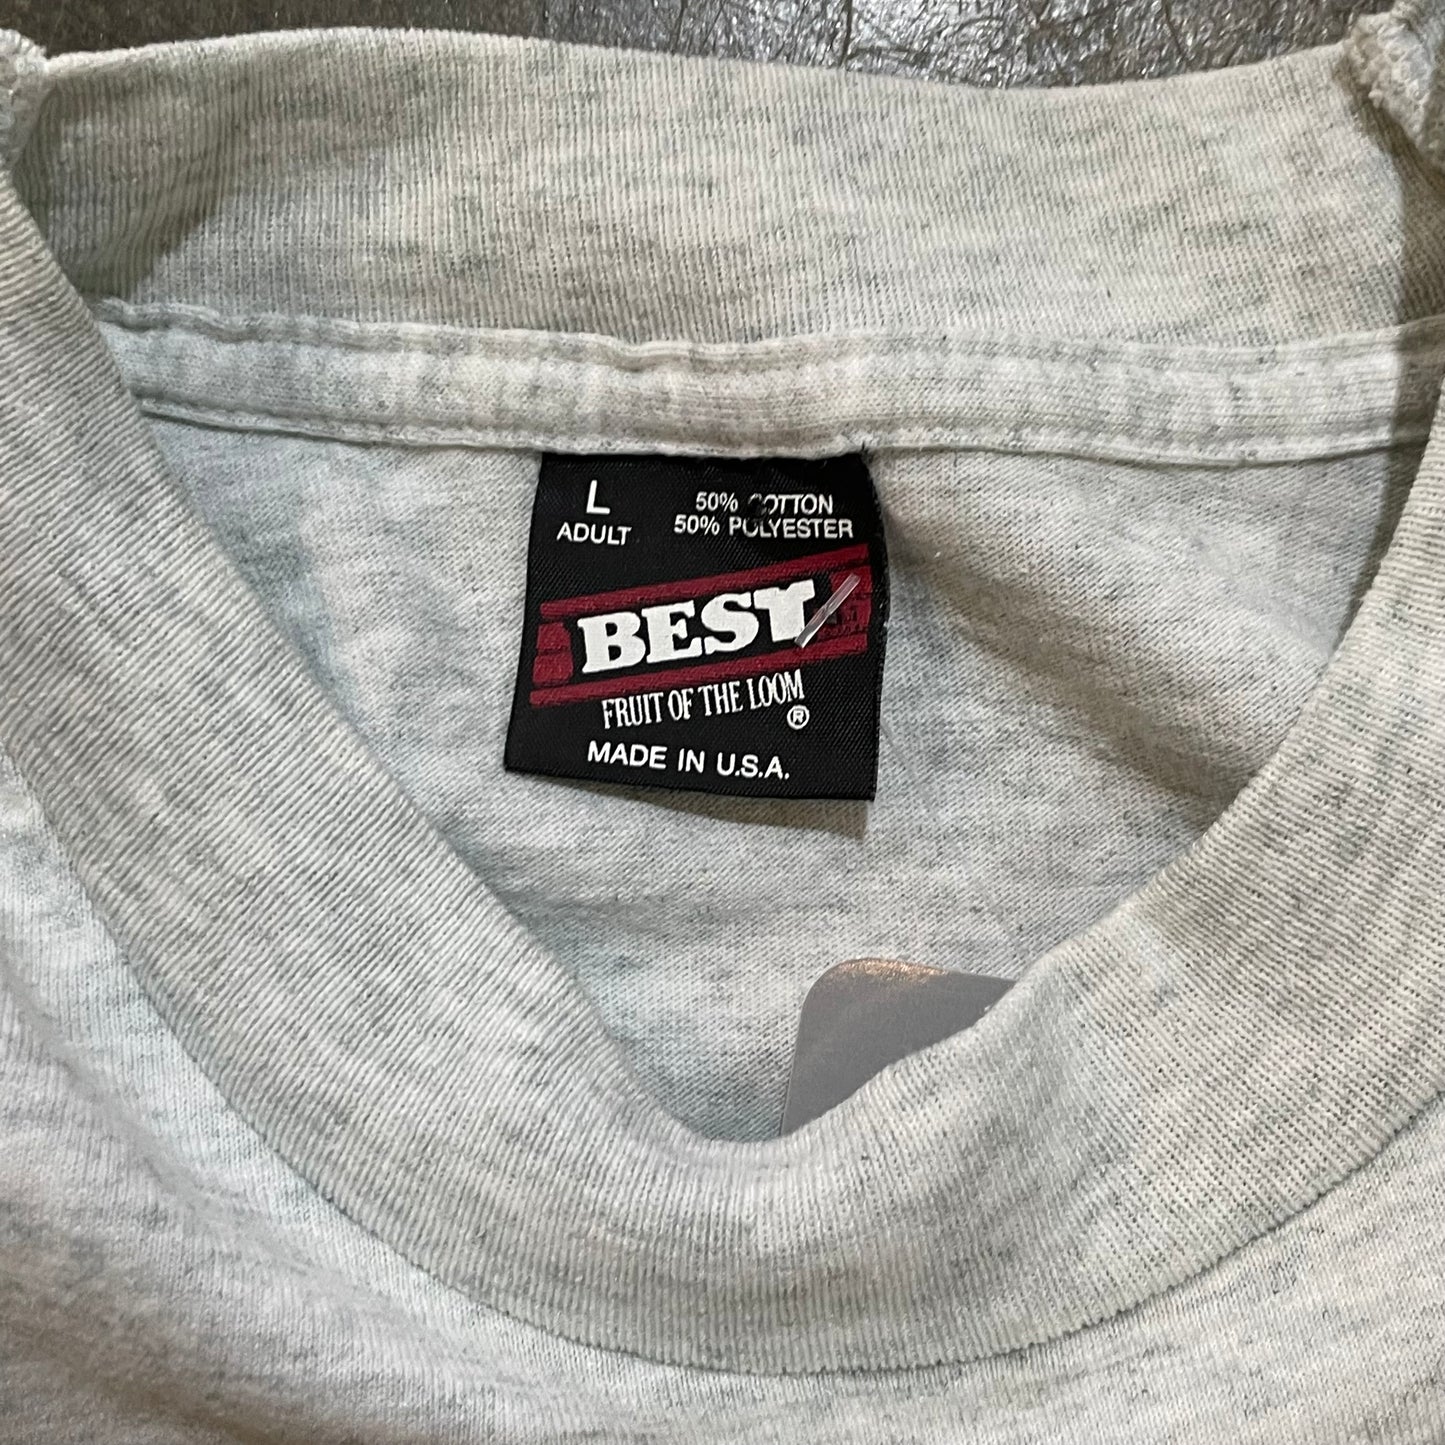 L
ADULT
50% COTTON
50% POLYESTER
BEST
FRUIT OF THE LOOM
®
MADE IN U.S.A.